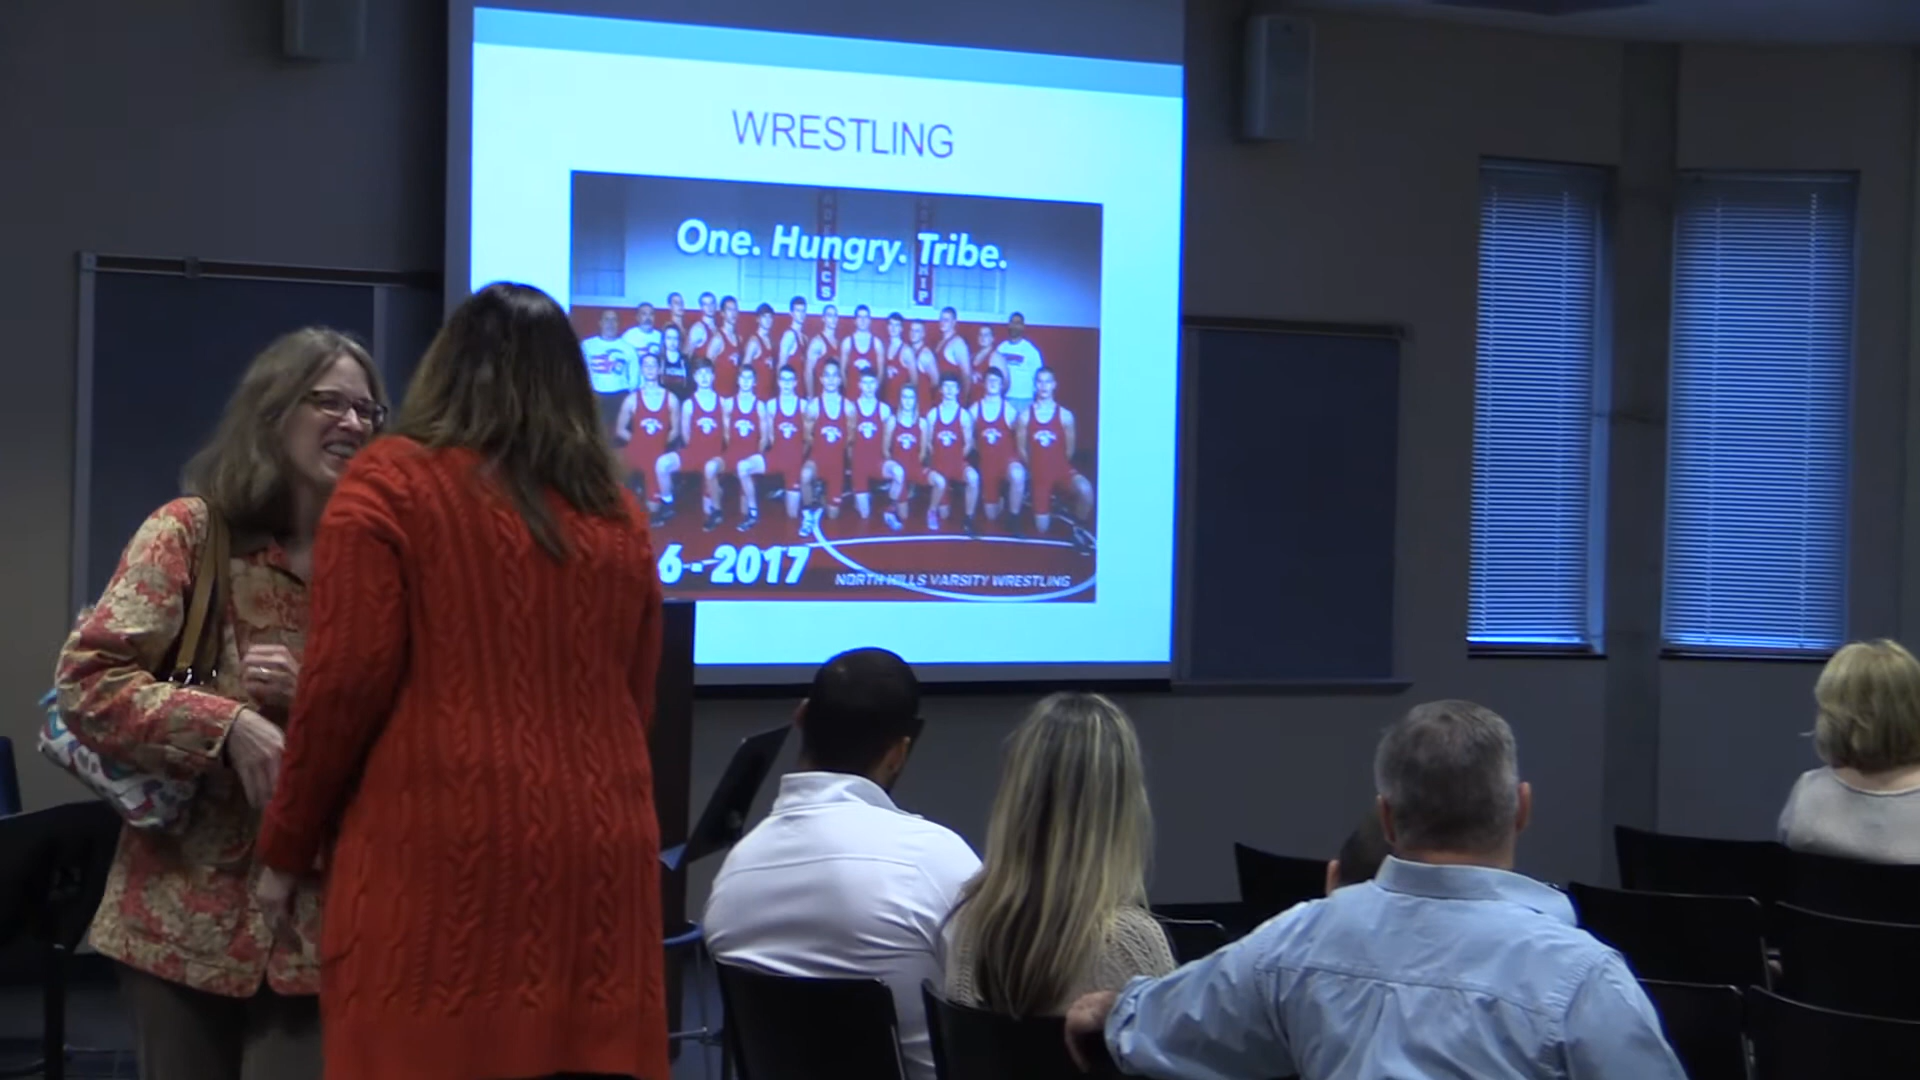 WRESTLING
One. Hungry. Tribe.
6-2017
NORTH HILLS VARSITY WRESTLING